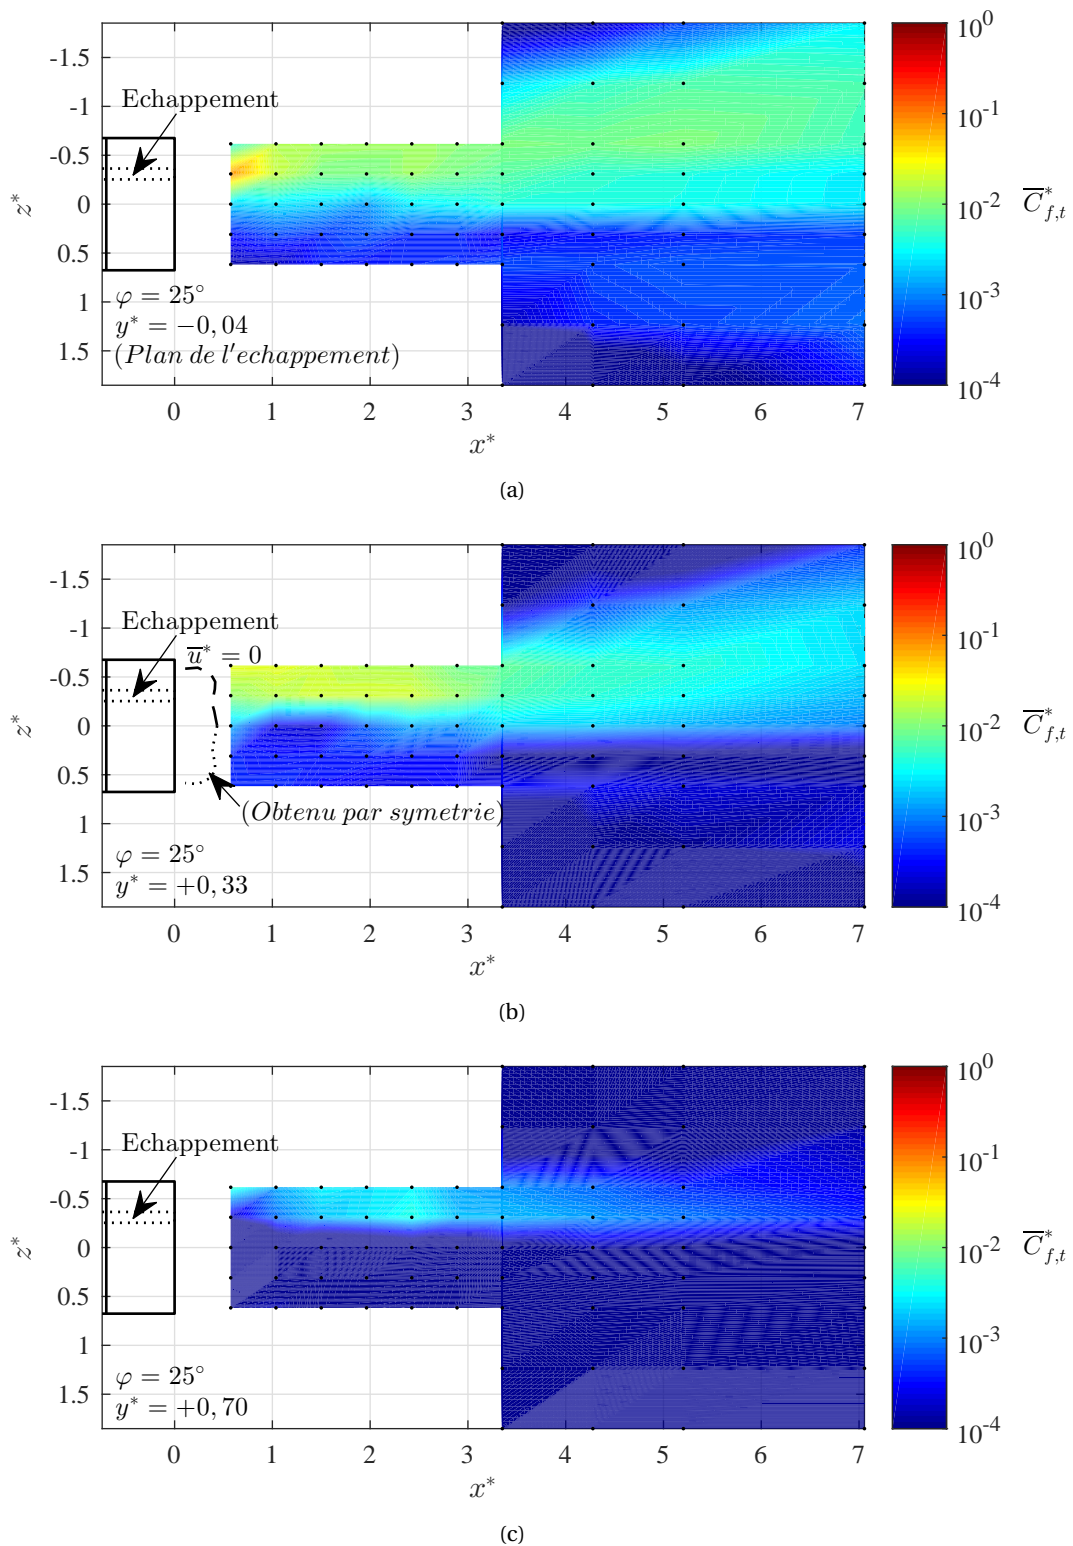 -1.5
-1
-0.5
0
0.5
1
1.5
z*
Echappement
φ = 25°
y* = −0, 04
(Plan de l'echappement)
0 1 2 3 4 5 6 7
x*
10^0
10^-1
10^-2
10^-3
10^-4
C̅*_{f,t}
(a)
-1.5
-1
-0.5
0
0.5
1
1.5
z*
Echappement
u̅* = 0
(Obtenu par symetrie)
φ = 25°
y* = +0, 33
0 1 2 3 4 5 6 7
x*
10^0
10^-1
10^-2
10^-3
10^-4
C̅*_{f,t}
(b)
-1.5
-1
-0.5
0
0.5
1
1.5
z*
Echappement
φ = 25°
y* = +0, 70
0 1 2 3 4 5 6 7
x*
10^0
10^-1
10^-2
10^-3
10^-4
C̅*_{f,t}
(c)